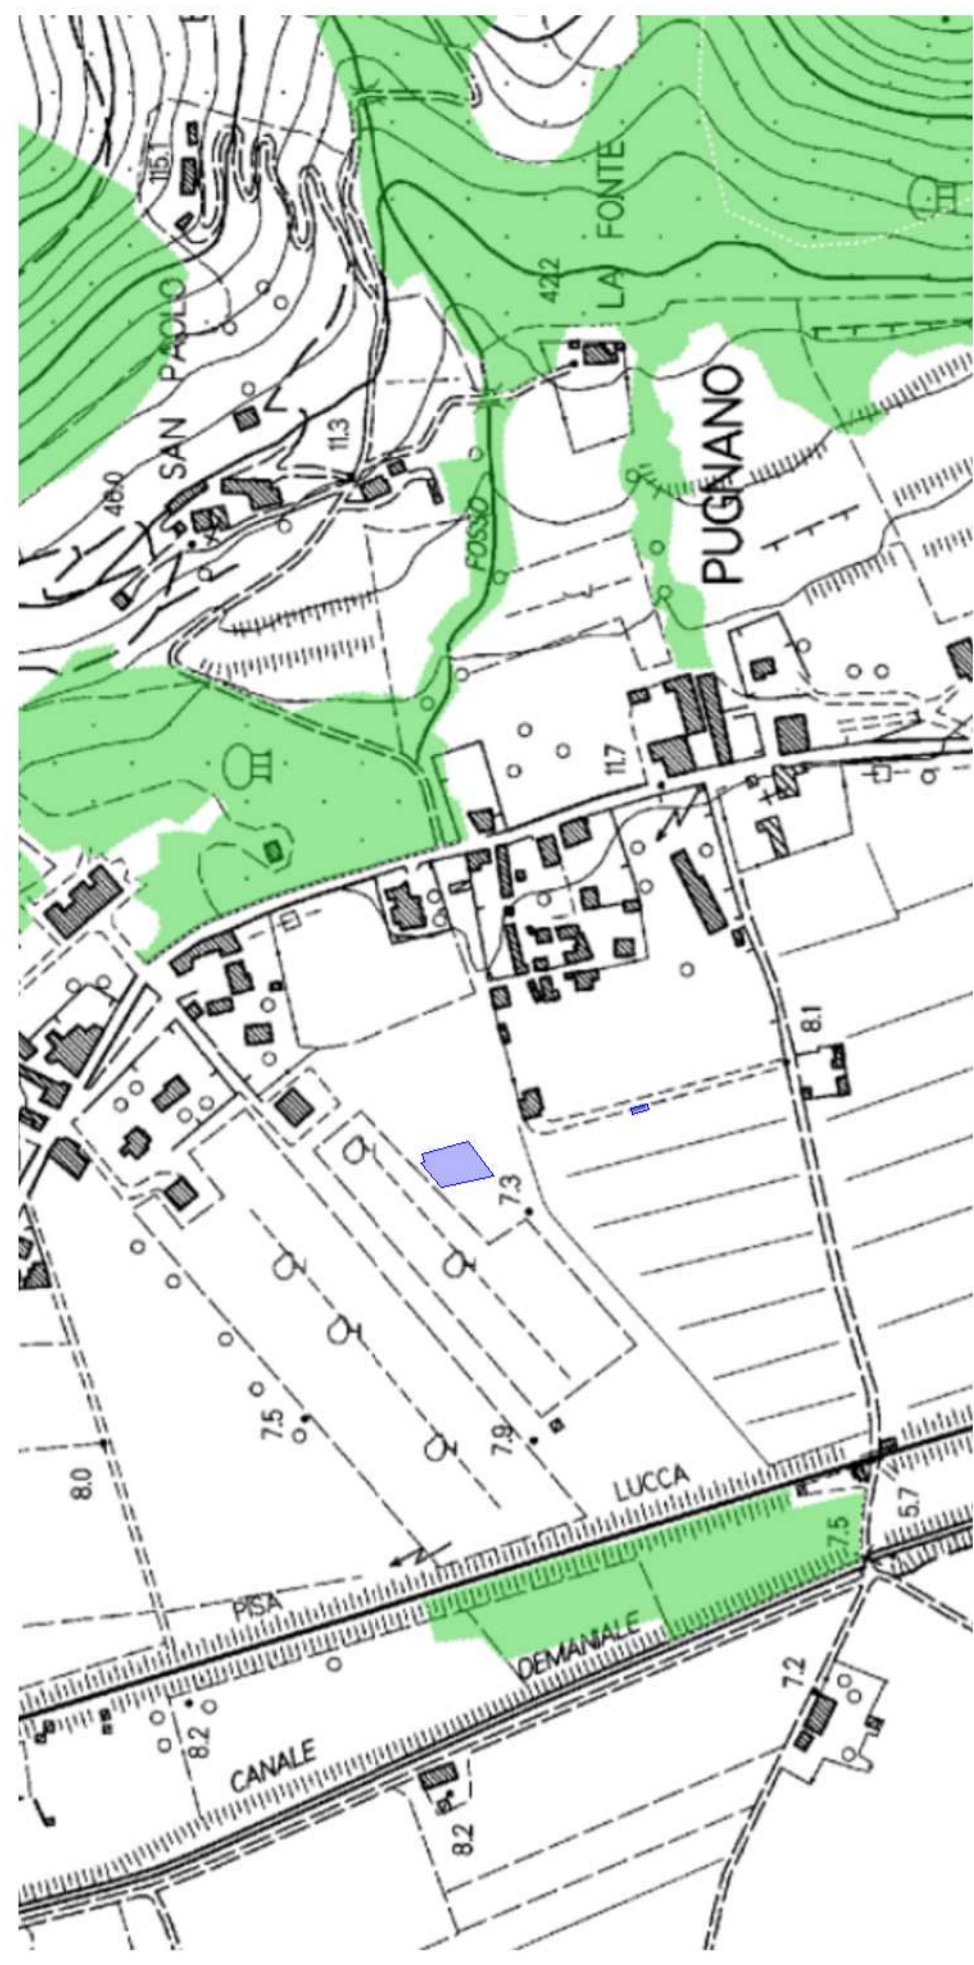 115.1
SAN PAOLO
46.0
11.3
42.2
LA FONTE
FOSSO
PUGNANO
11.7
8.1
7.3
7.5
7.9
8.0
LUCCA
5.7
7.5
PISA
DEMANIALE
7.2
8.2
CANALE
8.2